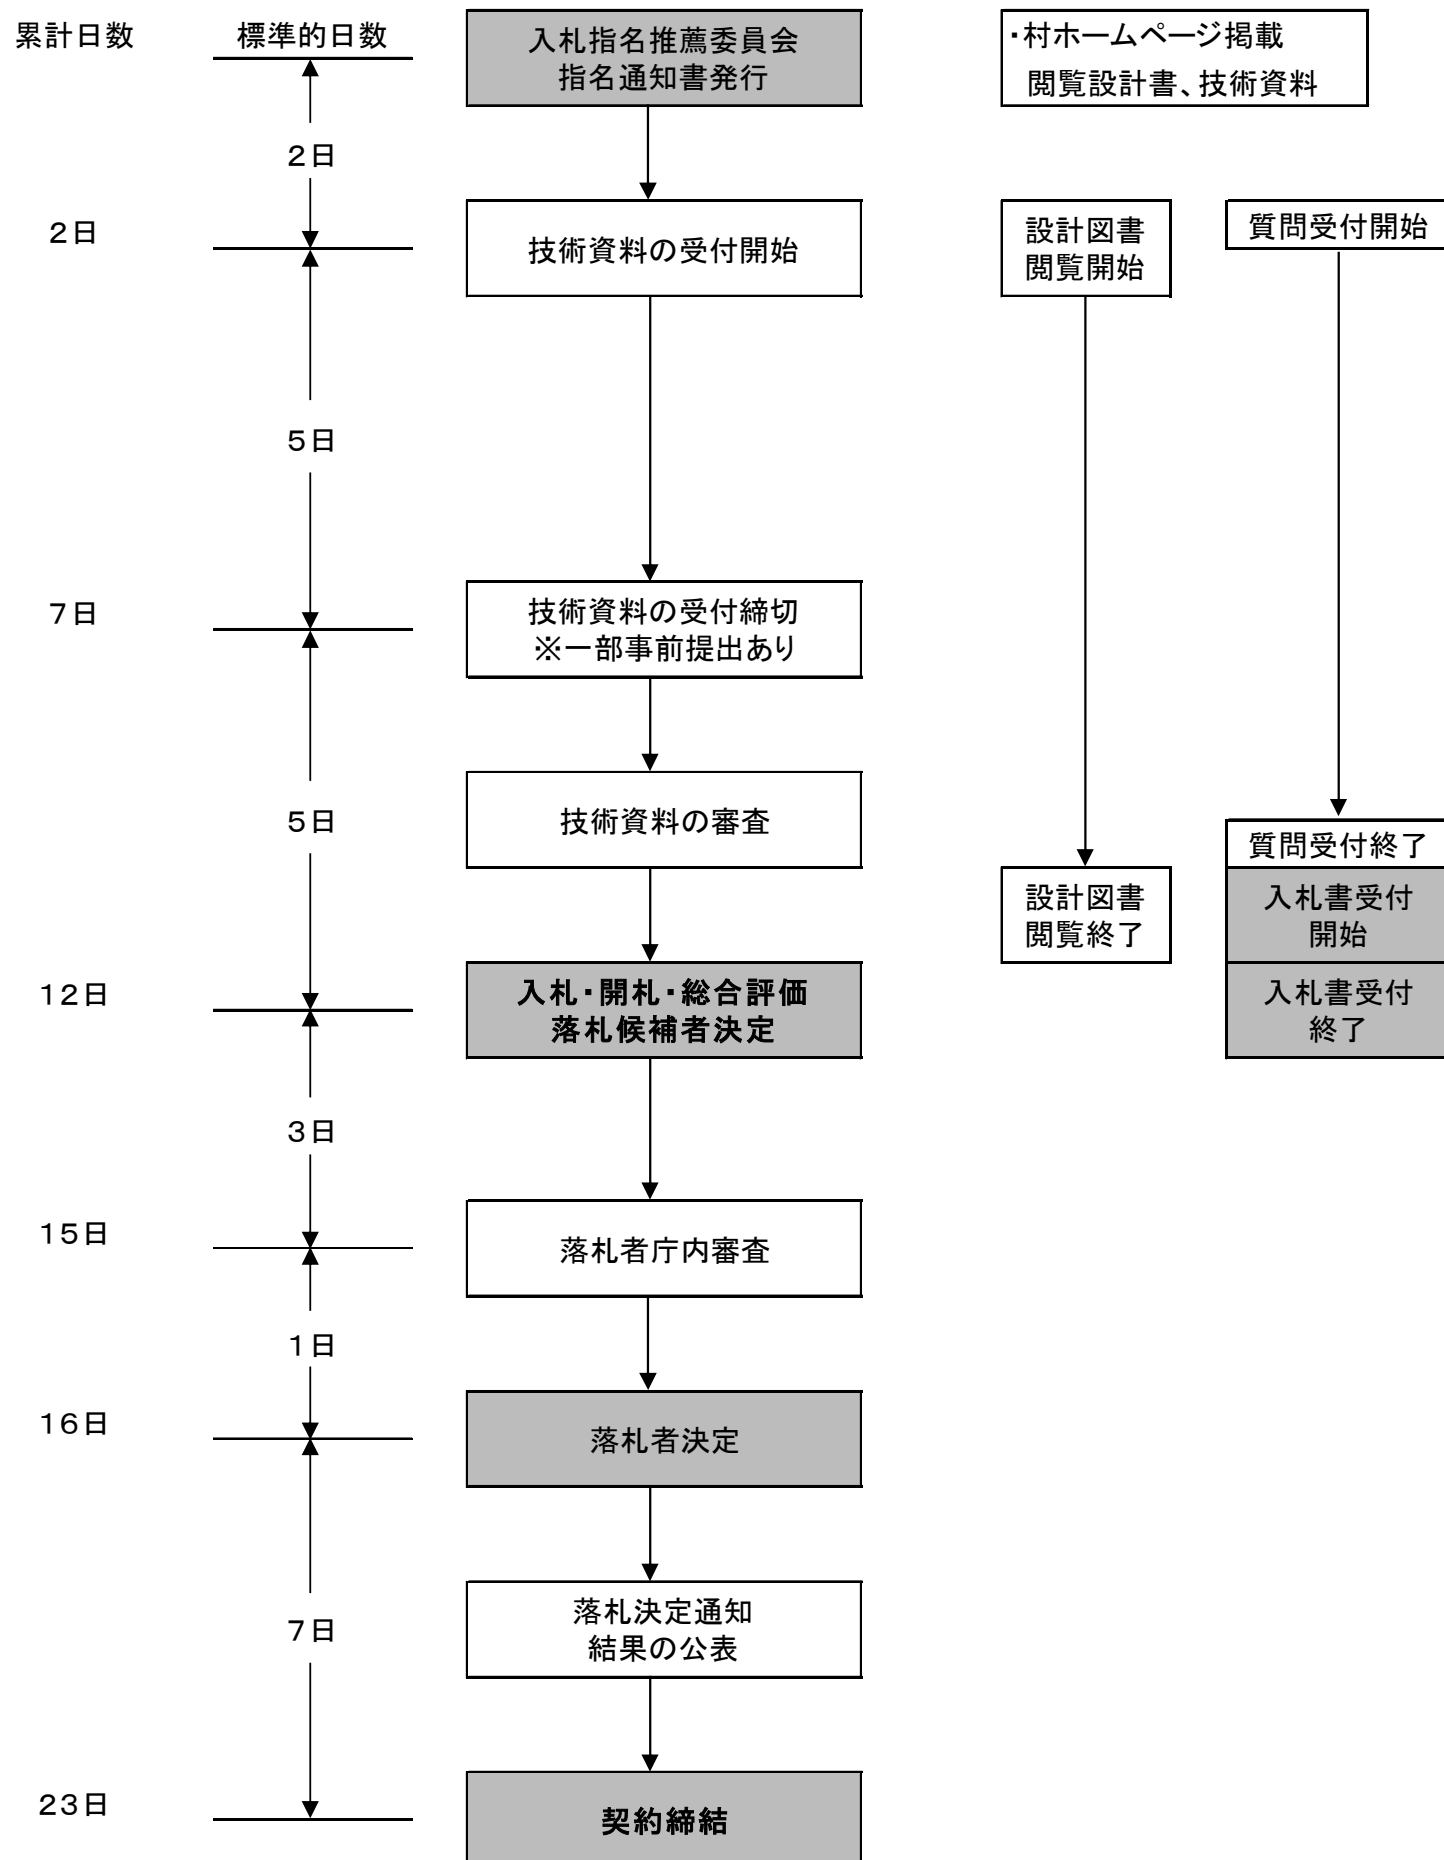 累計日数
標準的日数
入札指名推薦委員会
指名通知書発行
・村ホームページ掲載
閲覧設計書、技術資料
2日
2日
技術資料の受付開始
設計図書
閲覧開始
質問受付開始
5日
7日
技術資料の受付締切
※一部事前提出あり
5日
技術資料の審査
質問受付終了
設計図書
閲覧終了
入札書受付
開始
12日
入札・開札・総合評価
落札候補者決定
入札書受付
終了
3日
15日
落札者庁内審査
1日
16日
落札者決定
7日
落札決定通知
結果の公表
23日
契約締結